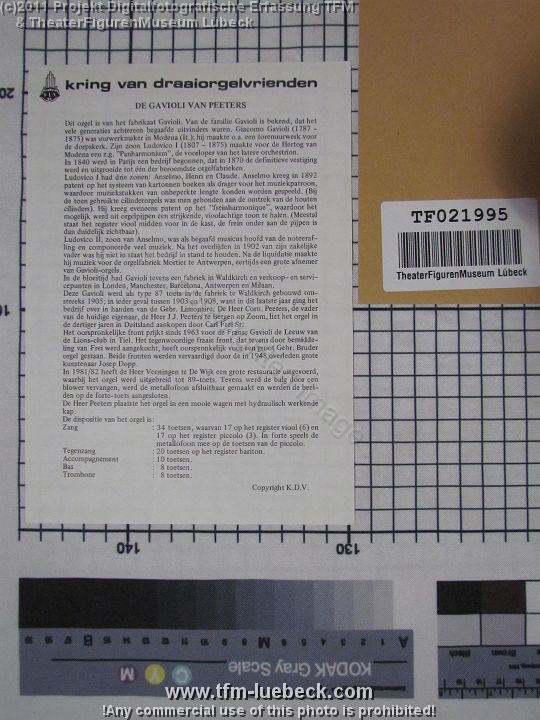 (c)2011 Projekt Digitalfotografische Erfassung TFM
& TheaterFigurenMuseum Lübeck
kring van draaiorgelvrienden
DE GAVIOLI VAN PEETERS
Dit orgel is van het fabrikaat Gavioli. Van de familie Gavioli is bekend, dat het
vele generaties achtereen begaafde uitvinders waren. Giacomo Gavioli (1787 –
1875) was uurwerkmaker in Modena (It.); hij maakte o.a. een torenuurwerk voor
de dorpskerk. Zijn zoon Ludovico I (1807 – 1875) maakte voor de Hertog van
Modena een z.g. "Panharmonium", de voorloper van het latere orchestrion.
In 1840 werd in Parijs een bedrijf begonnen, dat in 1870 de definitieve vestiging
werd en uitgroeide tot één der beroemdste orgelfabrieken.
Ludovico I had drie zonen: Anselmo, Henri en Claude. Anselmo kreeg in 1892
patent op het systeem van kartonnen boeken als drager voor het muziekpatroon,
waardoor muziekstukken van onbeperkte lengte konden worden gespeeld. (Bij
de toen gebruikte cilinderorgels was men gebonden aan de omtrek van de houten
cilinders). Hij kreeg eveneens patent op het "freinharmonique", waardoor het
mogelijk werd uit orgelpijpen een strijkende, vioolachtige toon te halen. (Meestal
staat het register viool midden voor in de kast, de frein onder aan de pijpen is
dan duidelijk zichtbaar).
Ludovico II, zoon van Anselmo, was als begaafd musicus hoofd van de noteeraf-
ling en componeerde veel muziek. Na het overlijden in 1902 van zijn zakelijke
vader was hij niet in staat het bedrijf in stand te houden. Na de liquidatie maakte
hij muziek voor de orgelfabriek Mortier te Antwerpen, eertijds een grote afnemer
van Gavioli-orgels.
In de bloeitijd had Gavioli tevens een fabriek in Waldkirch en verkoop- en servi-
cepunten in Londen, Manchester, Barcelona, Antwerpen en Milaan.
Deze Gavioli werd als type 87 toets in de fabriek te Waldkirch gebouwd om-
streeks 1905; in ieder geval tussen 1903 en 1908, want in dit laatste jaar ging het
bedrijf over in handen van de Gebr. Limonaire. De Heer Corn. Peeters, de vader
van de huidige eigenaar, de Heer J.J. Peeters te Bergen op Zoom, liet het orgel in
de dertiger jaren in Duitsland aankopen door Carl Frei Sr.
Het oorspronkelijke front prijkt sinds 1963 voor de Franse Gavioli de Leeuw van
de Lions-club in Tiel. Het tegenwoordige fraaie front, dat tevens door bemidde-
ling van Frei werd aangekocht, heeft oorspronkelijk voor een groot Gebr. Bruder
orgel gestaan. Beide fronten werden vervaardigd door de in 1948 overleden grote
kunstenaar Josep Dopp.
In 1981/82 heeft de Heer Veeningen te De Wijk een grote restauratie uitgevoerd,
waarbij het orgel werd uitgebreid tot 89-toets. Tevens werd de balg door een
blower vervangen, werd de metallofoon afsluitbaar gemaakt en werden de beel-
den op de forte-toets aangesloten.
De Heer Peeters plaatste het orgel in een mooie wagen met hydraulisch werkende
kap.
De dispositie van het orgel is:
Zang : 34 toetsen, waarvan 17 op het register viool (6) en
17 op het register piccolo (3). In forte speelt de
metallofoon mee op de toetsen van de piccolo.
Tegenzang : 20 toetsen op het register bariton.
Accompagnement : 10 toetsen.
Bas : 8 toetsen.
Trombone : 8 toetsen.
Copyright K.D.V.
TF021995
TheaterFigurenMuseum Lübeck
20
10
140
130
KODAK Gray Scale
A
M
B
C Y M
Brown
Black
www.tfm-luebeck.com
!Any commercial use of this photo is prohibited!